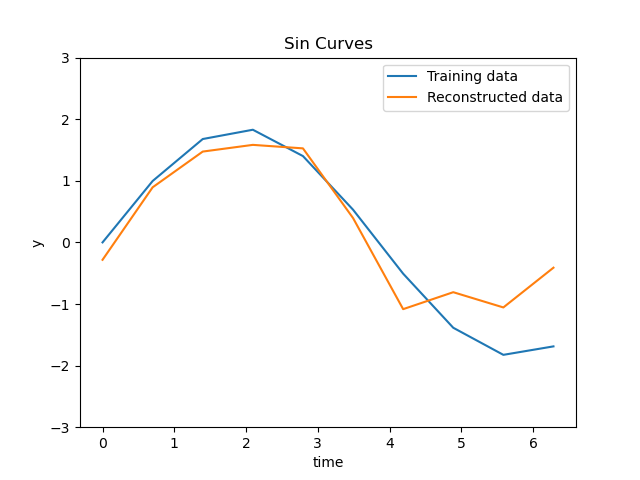 Sin Curves
Training data
Reconstructed data
3
2
1
0
−1
−2
−3
y
0 1 2 3 4 5 6
time